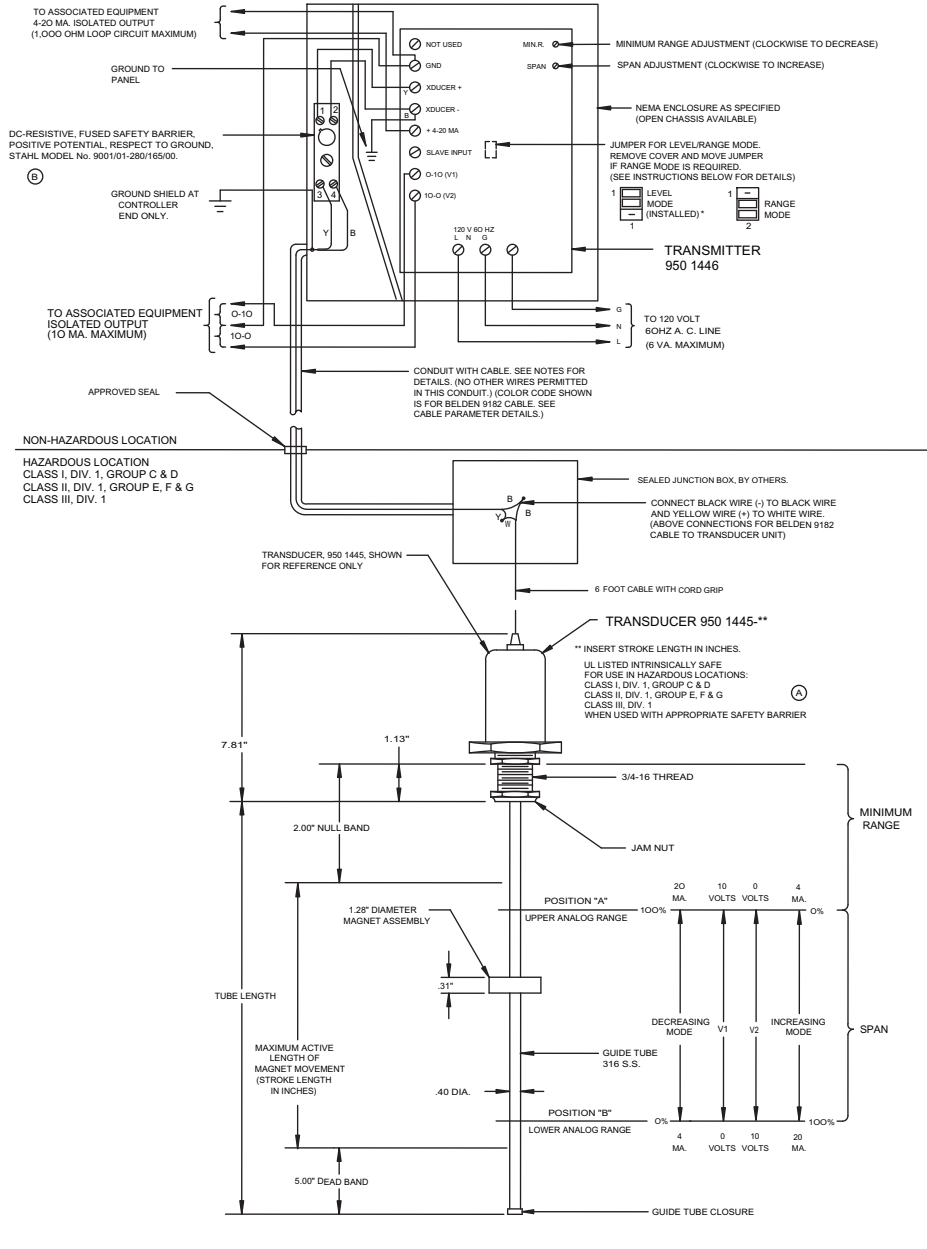 TO ASSOCIATED EQUIPMENT
4-2O MA. ISOLATED OUTPUT
(1,OOO OHM LOOP CIRCUIT MAXIMUM)
GROUND TO
PANEL
DC-RESISTIVE, FUSED SAFETY BARRIER,
POSITIVE POTENTIAL, RESPECT TO GROUND,
STAHL MODEL No. 9001/01-280/165/00.
B
GROUND SHIELD AT
CONTROLLER
END ONLY.
1 2
3 4
Y B
Y
B
NOT USED
GND
XDUCER +
XDUCER -
+ 4-20 MA
SLAVE INPUT
O-1O (V1)
1O-O (V2)
MIN.R.
SPAN
120 V 6O HZ
L N G
MINIMUM RANGE ADJUSTMENT (CLOCKWISE TO DECREASE)
SPAN ADJUSTMENT (CLOCKWISE TO INCREASE)
NEMA ENCLOSURE AS SPECIFIED
(OPEN CHASSIS AVAILABLE)
JUMPER FOR LEVEL/RANGE MODE.
REMOVE COVER AND MOVE JUMPER
IF RANGE MODE IS REQUIRED.
(SEE INSTRUCTIONS BELOW FOR DETAILS)
1 LEVEL
MODE
(INSTALLED) *
1
1
RANGE
MODE
2
TRANSMITTER
950 1446
TO ASSOCIATED EQUIPMENT
ISOLATED OUTPUT
(1O MA. MAXIMUM)
O-1O
1O-O
G
N
L
TO 120 VOLT
6OHZ A. C. LINE
(6 VA. MAXIMUM)
CONDUIT WITH CABLE. SEE NOTES FOR
DETAILS. (NO OTHER WIRES PERMITTED
IN THIS CONDUIT.) (COLOR CODE SHOWN
IS FOR BELDEN 9182 CABLE. SEE
CABLE PARAMETER DETAILS.)
APPROVED SEAL
NON-HAZARDOUS LOCATION
HAZARDOUS LOCATION
CLASS I, DIV. 1, GROUP C & D
CLASS II, DIV. 1, GROUP E, F & G
CLASS III, DIV. 1
SEALED JUNCTION BOX, BY OTHERS.
B
B
Y
W
CONNECT BLACK WIRE (-) TO BLACK WIRE
AND YELLOW WIRE (+) TO WHITE WIRE.
(ABOVE CONNECTIONS FOR BELDEN 9182
CABLE TO TRANSDUCER UNIT)
TRANSDUCER, 950 1445, SHOWN
FOR REFERENCE ONLY
6 FOOT CABLE WITH CORD GRIP
TRANSDUCER 950 1445-**
** INSERT STROKE LENGTH IN INCHES.
UL LISTED INTRINSICALLY SAFE
FOR USE IN HAZARDOUS LOCATIONS:
CLASS I, DIV. 1, GROUP C & D
CLASS II, DIV. 1, GROUP E, F & G
CLASS III, DIV. 1
WHEN USED WITH APPROPRIATE SAFETY BARRIER
A
7.81"
1.13"
3/4-16 THREAD
2.00" NULL BAND
JAM NUT
MINIMUM
RANGE
1.28" DIAMETER
MAGNET ASSEMBLY
POSITION "A"
UPPER ANALOG RANGE
1OO%
2O
MA.
10
VOLTS
0
VOLTS
4
MA.
O%
.31"
TUBE LENGTH
DECREASING
MODE
V1
V2
INCREASING
MODE
SPAN
MAXIMUM ACTIVE
LENGTH OF
MAGNET MOVEMENT
(STROKE LENGTH
IN INCHES)
GUIDE TUBE
316 S.S.
.40 DIA.
POSITION "B"
LOWER ANALOG RANGE
O%
4
MA.
0
VOLTS
10
VOLTS
20
MA.
1OO%
5.00" DEAD BAND
GUIDE TUBE CLOSURE